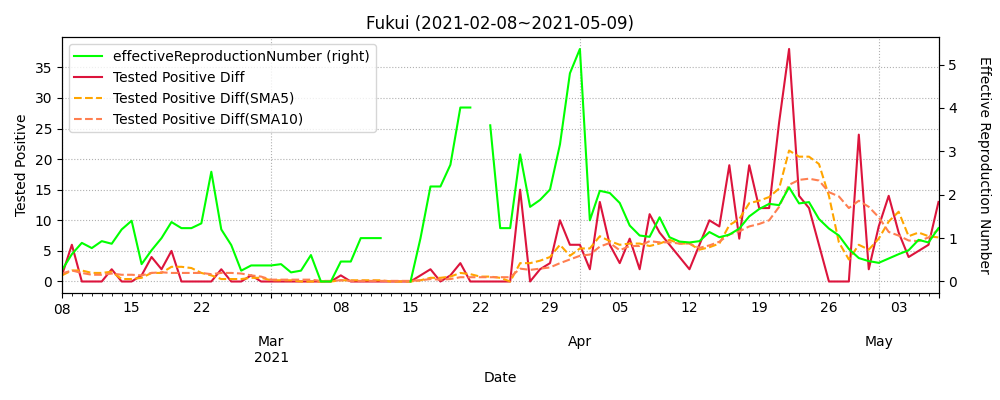 Fukui (2021-02-08~2021-05-09)
effectiveReproductionNumber (right)
Tested Positive Diff
Tested Positive Diff(SMA5)
Tested Positive Diff(SMA10)
Tested Positive
35
30
25
20
15
10
5
0
5
4
3
2
1
0
Effective Reproduction Number
08 15 22 08 15 22 29 05 12 19 26 03
Mar Apr May
2021
Date